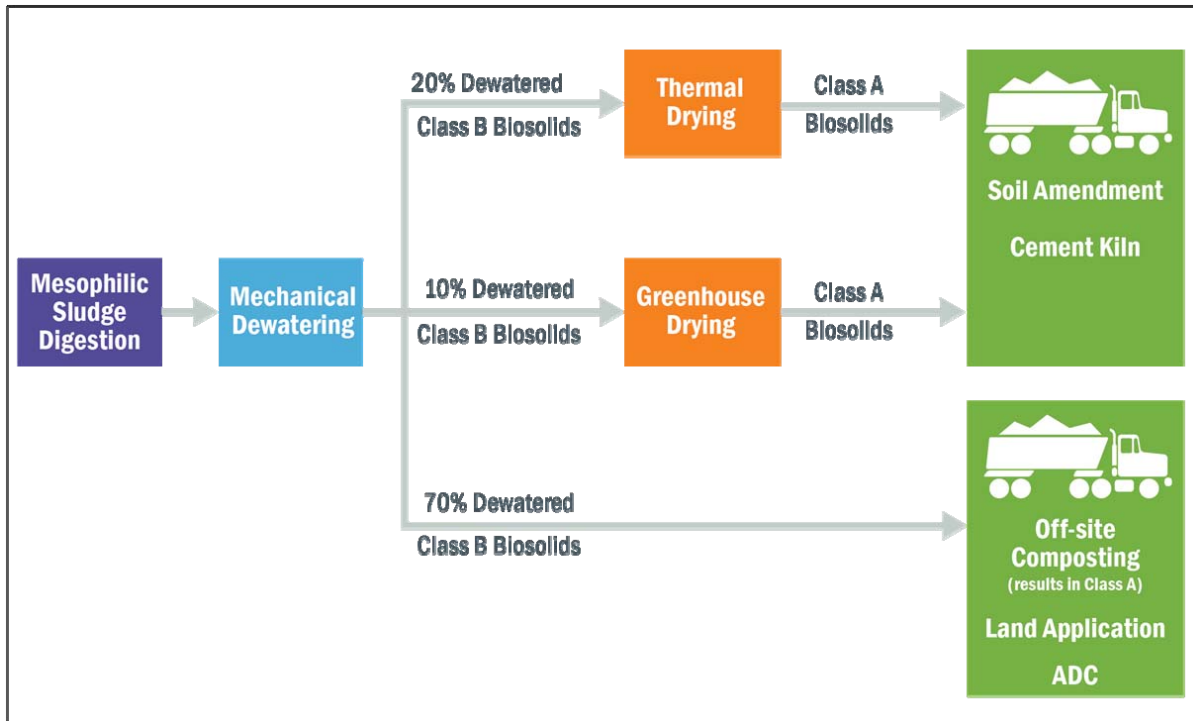 Mesophilic
Sludge
Digestion
Mechanical
Dewatering
20% Dewatered
Class B Biosolids
Thermal
Drying
Class A
Biosolids
10% Dewatered
Class B Biosolids
Greenhouse
Drying
Class A
Biosolids
Soil Amendment
Cement Kiln
70% Dewatered
Class B Biosolids
Off-site
Composting
(results in Class A)
Land Application
ADC